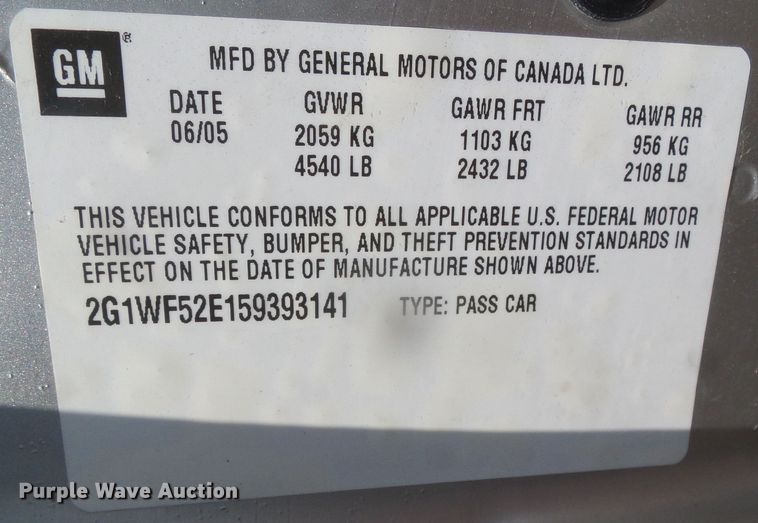 GM®
MFD BY GENERAL MOTORS OF CANADA LTD.
DATE GVWR GAWR FRT GAWR RR
06/05 2059 KG 1103 KG 956 KG
4540 LB 2432 LB 2108 LB
THIS VEHICLE CONFORMS TO ALL APPLICABLE U.S. FEDERAL MOTOR
VEHICLE SAFETY, BUMPER, AND THEFT PREVENTION STANDARDS IN
EFFECT ON THE DATE OF MANUFACTURE SHOWN ABOVE.
2G1WF52E159393141 TYPE: PASS CAR
Purple Wave Auction